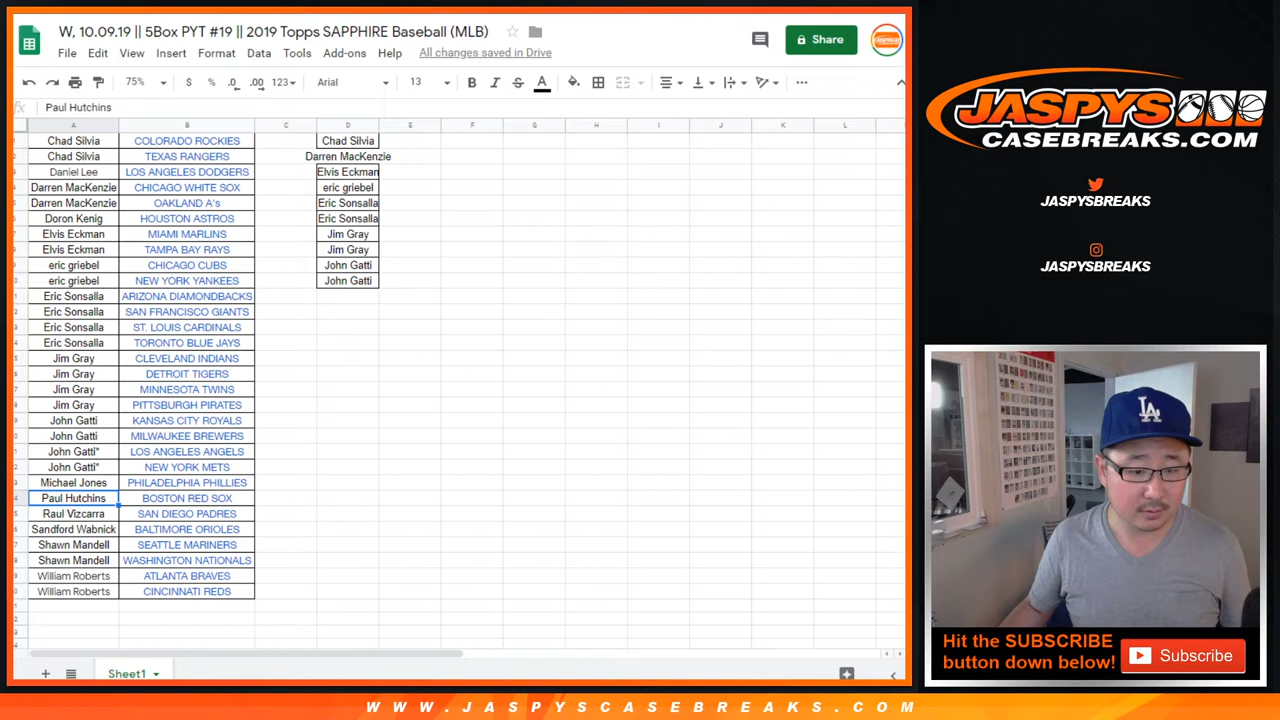 W, 10.09.19 || 5Box PYT #19 || 2019 Topps SAPPHIRE Baseball (MLB)
File Edit View Insert Format Data Tools Add-ons Help All changes saved in Drive
Share
75% $ % .0 .00 123 Arial 13 B I S A
fx Paul Hutchins
A B C D E F G H I J K L
Chad Silvia COLORADO ROCKIES Chad Silvia
Chad Silvia TEXAS RANGERS Darren MacKenzie
Daniel Lee LOS ANGELES DODGERS Elvis Eckman
Darren MacKenzie CHICAGO WHITE SOX eric griebel
Darren MacKenzie OAKLAND A's Eric Sonsalla
Doron Kenig HOUSTON ASTROS Eric Sonsalla
Elvis Eckman MIAMI MARLINS Jim Gray
Elvis Eckman TAMPA BAY RAYS Jim Gray
eric griebel CHICAGO CUBS John Gatti
eric griebel NEW YORK YANKEES John Gatti
Eric Sonsalla ARIZONA DIAMONDBACKS
Eric Sonsalla SAN FRANCISCO GIANTS
Eric Sonsalla ST. LOUIS CARDINALS
Eric Sonsalla TORONTO BLUE JAYS
Jim Gray CLEVELAND INDIANS
Jim Gray DETROIT TIGERS
Jim Gray MINNESOTA TWINS
Jim Gray PITTSBURGH PIRATES
John Gatti KANSAS CITY ROYALS
John Gatti MILWAUKEE BREWERS
John Gatti* LOS ANGELES ANGELS
John Gatti* NEW YORK METS
Michael Jones PHILADELPHIA PHILLIES
Paul Hutchins BOSTON RED SOX
Raul Vizcarra SAN DIEGO PADRES
Sandford Wabnick BALTIMORE ORIOLES
Shawn Mandell SEATTLE MARINERS
Shawn Mandell WASHINGTON NATIONALS
William Roberts ATLANTA BRAVES
William Roberts CINCINNATI REDS
Sheet1
JASPYS
CASEBREAKS.COM
JASPYSBREAKS
JASPYSBREAKS
LA
Hit the SUBSCRIBE
button down below!
Subscribe
WWW.JASPYSCASEBREAKS.COM